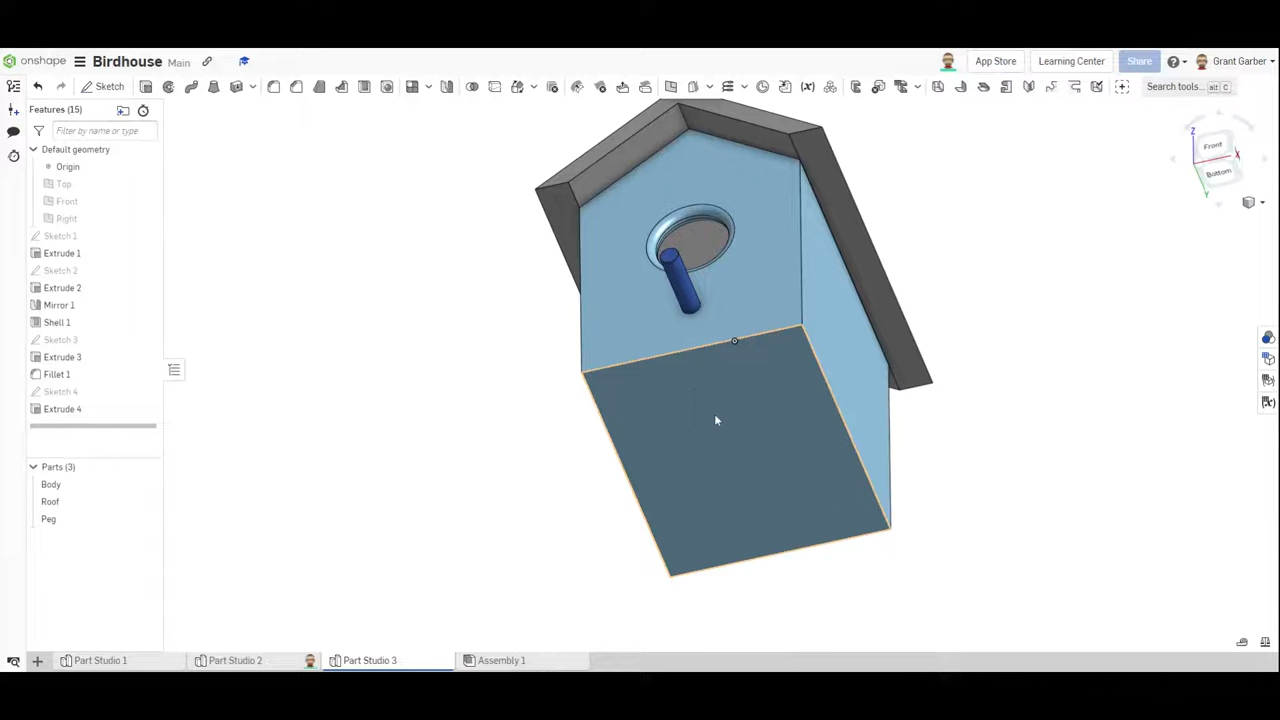 onshape
Birdhouse Main
App Store
Learning Center
Share
Grant Garber
Sketch
Search tools...
alt C
Features (15)
Filter by name or type
Default geometry
Origin
Top
Front
Right
Sketch 1
Extrude 1
Sketch 2
Extrude 2
Mirror 1
Shell 1
Sketch 3
Extrude 3
Fillet 1
Sketch 4
Extrude 4
Parts (3)
Body
Roof
Peg
Z
Front
X
Bottom
Y
Part Studio 1
Part Studio 2
Part Studio 3
Assembly 1